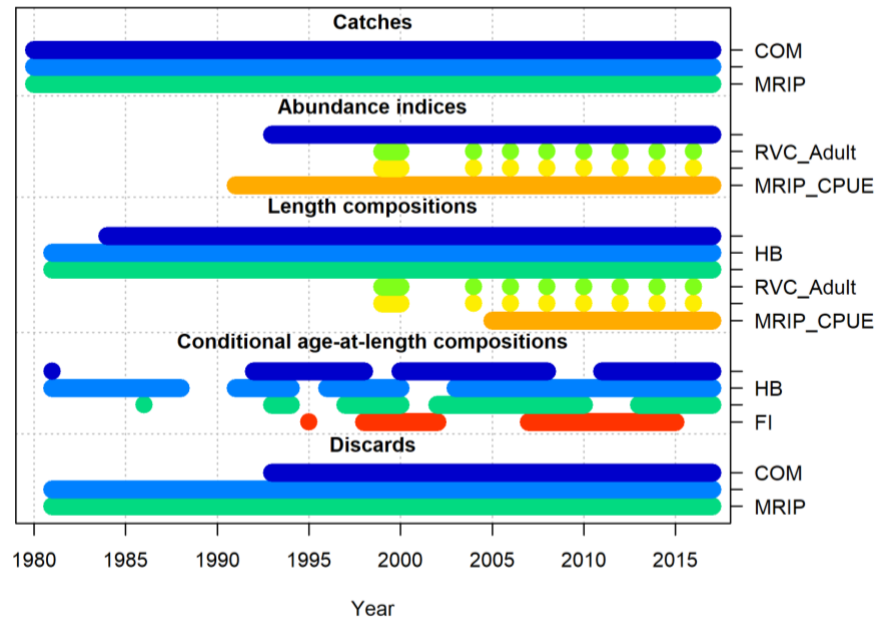 Catches
COM
MRIP
Abundance indices
RVC_Adult
MRIP_CPUE
Length compositions
HB
RVC_Adult
MRIP_CPUE
Conditional age-at-length compositions
HB
FI
Discards
COM
MRIP
1980 1985 1990 1995 2000 2005 2010 2015
Year